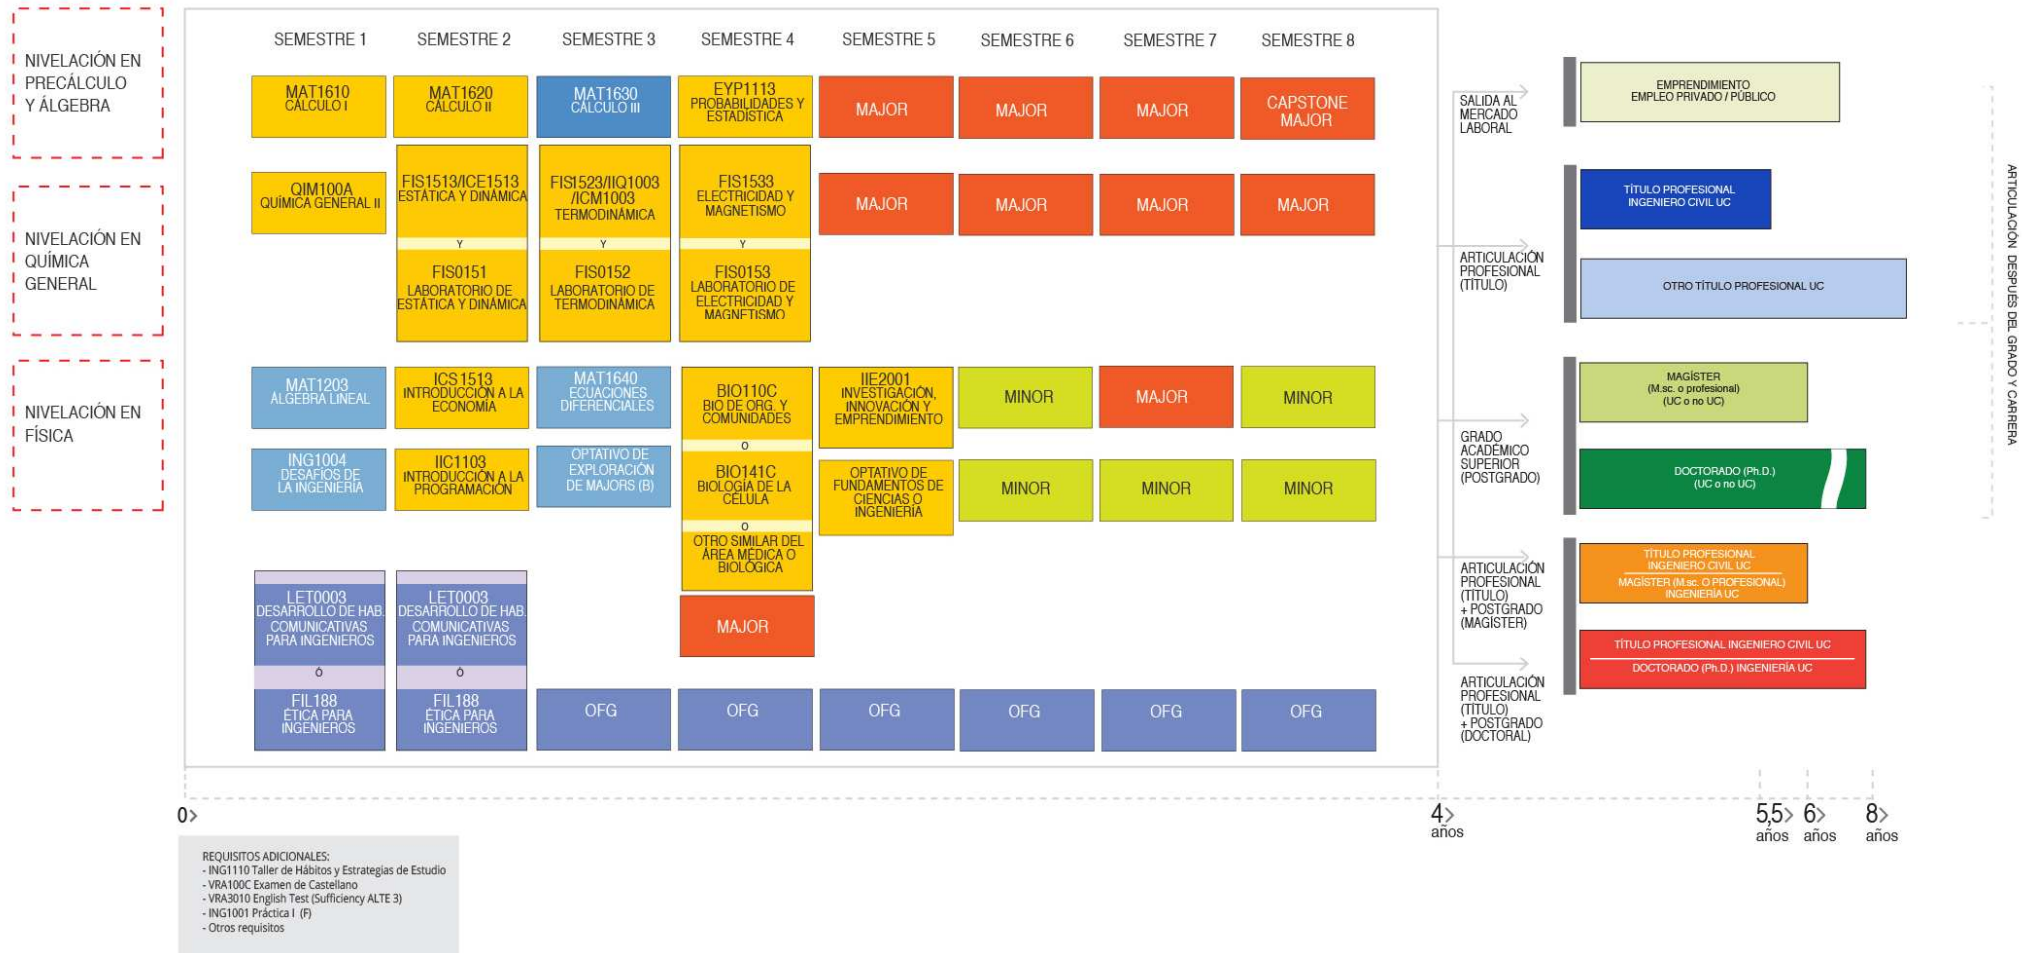 NIVELACIÓN EN
PRECÁLCULO
Y ÁLGEBRA
NIVELACIÓN EN
QUÍMICA
GENERAL
NIVELACIÓN EN
FÍSICA
SEMESTRE 1
SEMESTRE 2
SEMESTRE 3
SEMESTRE 4
SEMESTRE 5
SEMESTRE 6
SEMESTRE 7
SEMESTRE 8
MAT1610
CÁLCULO I
MAT1620
CÁLCULO II
MAT1630
CÁLCULO III
EYP1113
PROBABILIDADES Y
ESTADÍSTICA
MAJOR
MAJOR
MAJOR
CAPSTONE
MAJOR
QIM100A
QUÍMICA GENERAL II
FIS1513/ICE1513
ESTÁTICA Y DINÁMICA
Y
FIS0151
LABORATORIO DE
ESTÁTICA Y DINÁMICA
FIS1523/IIQ1003
/ICM1003
TERMODINÁMICA
Y
FIS0152
LABORATORIO DE
TERMODINÁMICA
FIS1533
ELECTRICIDAD Y
MAGNETISMO
Y
FIS0153
LABORATORIO DE
ELECTRICIDAD Y
MAGNETISMO
MAJOR
MAJOR
MAJOR
MAJOR
MAT1203
ÁLGEBRA LINEAL
ICS1513
INTRODUCCIÓN A LA
ECONOMÍA
MAT1640
ECUACIONES
DIFERENCIALES
BIO110C
BIO DE ORG. Y
COMUNIDADES
O
BIO141C
BIOLOGÍA DE LA
CÉLULA
O
OTRO SIMILAR DEL
ÁREA MÉDICA O
BIOLÓGICA
IIE2001
INVESTIGACIÓN,
INNOVACIÓN Y
EMPRENDIMIENTO
MINOR
MAJOR
MINOR
ING1004
DESAFÍOS DE
LA INGENIERÍA
IIC1103
INTRODUCCIÓN A LA
PROGRAMACIÓN
OPTATIVO DE
EXPLORACIÓN
DE MAJORS (B)
OPTATIVO DE
FUNDAMENTOS DE
CIENCIAS O
INGENIERÍA
MINOR
MINOR
MINOR
MAJOR
LET0003
DESARROLLO DE HAB.
COMUNICATIVAS
PARA INGENIEROS
Ó
FIL188
ÉTICA PARA
INGENIEROS
LET0003
DESARROLLO DE HAB.
COMUNICATIVAS
PARA INGENIEROS
Ó
FIL188
ÉTICA PARA
INGENIEROS
OFG
OFG
OFG
OFG
OFG
OFG
SALIDA AL
MERCADO
LABORAL
EMPRENDIMIENTO
EMPLEO PRIVADO / PÚBLICO
ARTICULACIÓN
PROFESIONAL
(TÍTULO)
TÍTULO PROFESIONAL
INGENIERO CIVIL UC
OTRO TÍTULO PROFESIONAL UC
GRADO
ACADÉMICO
SUPERIOR
(POSTGRADO)
MAGÍSTER
(M.sc. o profesional)
(UC o no UC)
DOCTORADO (Ph.D.)
(UC o no UC)
ARTICULACIÓN
PROFESIONAL
(TÍTULO)
+ POSTGRADO
(MAGÍSTER)
TÍTULO PROFESIONAL
INGENIERO CIVIL UC
MAGÍSTER (M.sc. O PROFESIONAL)
INGENIERÍA UC
ARTICULACIÓN
PROFESIONAL
(TÍTULO)
+ POSTGRADO
(DOCTORAL)
TÍTULO PROFESIONAL INGENIERO CIVIL UC
DOCTORADO (Ph.D.) INGENIERÍA UC
ARTICULACIÓN DESPUÉS DEL GRADO Y CARRERA
0>
4>
años
5,5>
años
6>
años
8>
años
REQUISITOS ADICIONALES:
- ING1110 Taller de Hábitos y Estrategias de Estudio
- VRA100C Examen de Castellano
- VRA3010 English Test (Sufficiency ALTE 3)
- ING1001 Práctica I (F)
- Otros requisitos